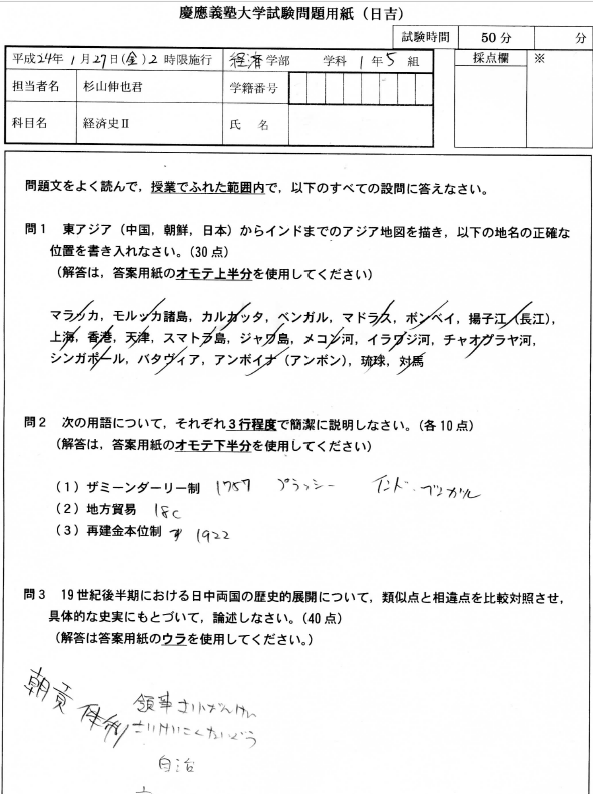 慶應義塾大学試験問題用紙（日吉）
試験時間 50分 分
平成24年1月27日(金)2時限施行 経済学部 学科1年5組 採点欄 ※
担当者名 杉山伸也君 学籍番号
科目名 経済史Ⅱ 氏 名
問題文をよく読んで，授業でふれた範囲内で，以下のすべての設問に答えなさい。
問1 東アジア（中国，朝鮮，日本）からインドまでのアジア地図を描き，以下の地名の正確な
位置を書き入れなさい。（30点）
（解答は，答案用紙のオモテ上半分を使用してください）
マラッカ，モルッカ諸島，カルカッタ，ベンガル，マドラス，ボンベイ，揚子江（長江），
上海，香港，天津，スマトラ島，ジャワ島，メコン河，イラワジ河，チャオプラヤ河，
シンガポール，バタヴィア，アンボイナ（アンボン），琉球，対馬
問2 次の用語について，それぞれ3行程度で簡潔に説明しなさい。（各10点）
（解答は，答案用紙のオモテ下半分を使用してください）
（1）ザミーンダーリー制 1757 プラッシー インド・ベンガル
（2）地方貿易 18c
（3）再建金本位制 1922
問3 19世紀後半期における日中両国の歴史的展開について，類似点と相違点を比較対照させ，
具体的な史実にもとづいて，論述しなさい。（40点）
（解答は答案用紙のウラを使用してください。）
朝貢体制
領事さいばんけん
さいけいこくたいぐう
自治